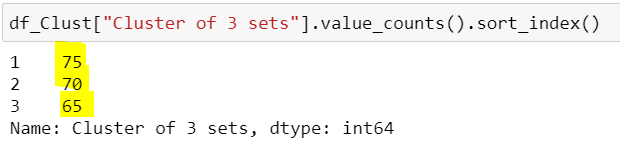 df_Clust["Cluster of 3 sets"].value_counts().sort_index()
1    75
2    70
3    65
Name: Cluster of 3 sets, dtype: int64